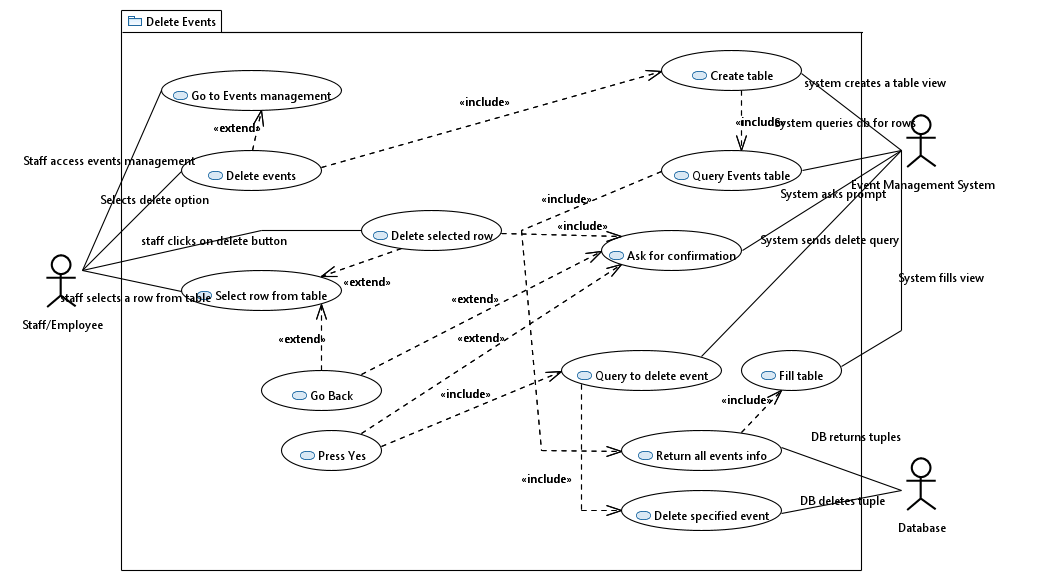 Delete Events
Create table
system creates a table view
Go to Events management
«include»
«extend»
«include»
System queries db for rows
Staff access events management
Delete events
Query Events table
Event Management System
Selects delete option
«include»
System asks prompt
staff clicks on delete button
Delete selected row
«include»
System sends delete query
Ask for confirmation
«extend»
System fills view
staff selects a row from table
Select row from table
«extend»
Staff/Employee
«extend»
«extend»
Query to delete event
Fill table
Go Back
«include»
«include»
DB returns tuples
Press Yes
Return all events info
«include»
DB deletes tuple
Delete specified event
Database